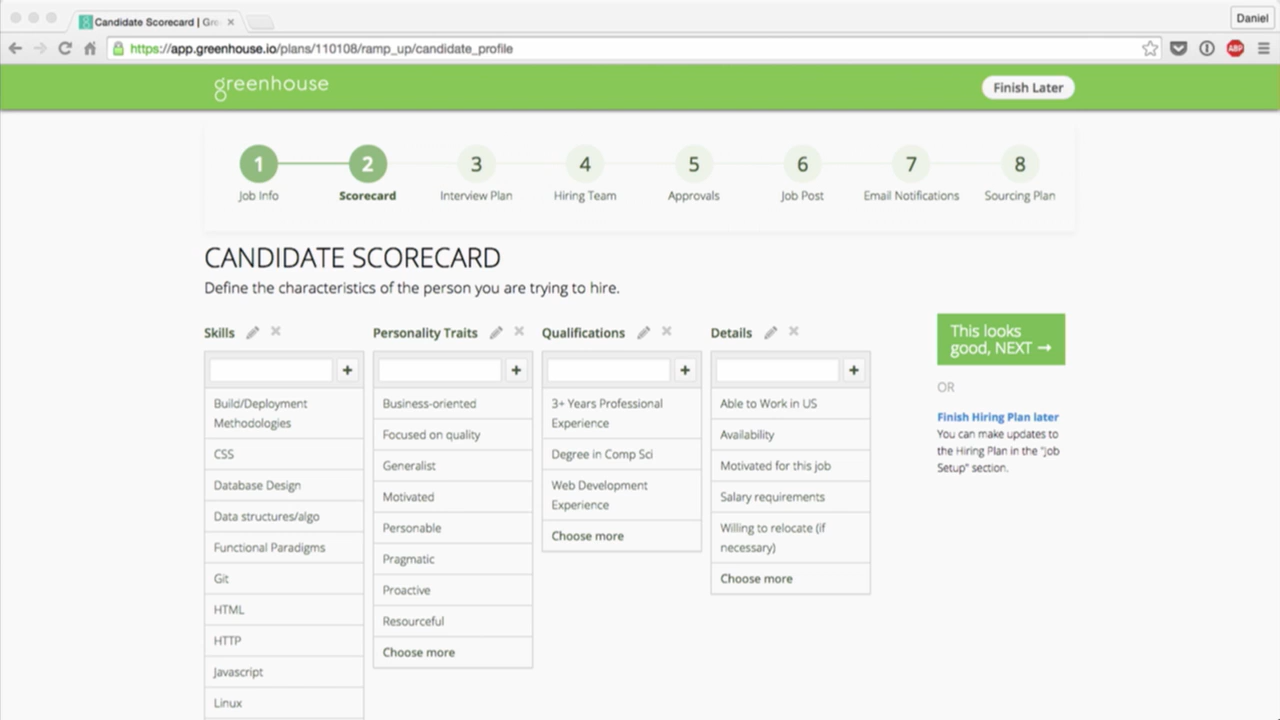 Candidate Scorecard | Gre
Daniel
https://app.greenhouse.io/plans/110108/ramp_up/candidate_profile
ABP
greenhouse
Finish Later
1
2
3
4
5
6
7
8
Job Info
Scorecard
Interview Plan
Hiring Team
Approvals
Job Post
Email Notifications
Sourcing Plan
CANDIDATE SCORECARD
Define the characteristics of the person you are trying to hire.
Skills
Build/Deployment
Methodologies
CSS
Database Design
Data structures/algo
Functional Paradigms
Git
HTML
HTTP
Javascript
Linux
Personality Traits
Business-oriented
Focused on quality
Generalist
Motivated
Personable
Pragmatic
Proactive
Resourceful
Choose more
Qualifications
3+ Years Professional
Experience
Degree in Comp Sci
Web Development
Experience
Choose more
Details
Able to Work in US
Availability
Motivated for this job
Salary requirements
Willing to relocate (if
necessary)
Choose more
This looks
good, NEXT →
OR
Finish Hiring Plan later
You can make updates to
the Hiring Plan in the "Job
Setup" section.